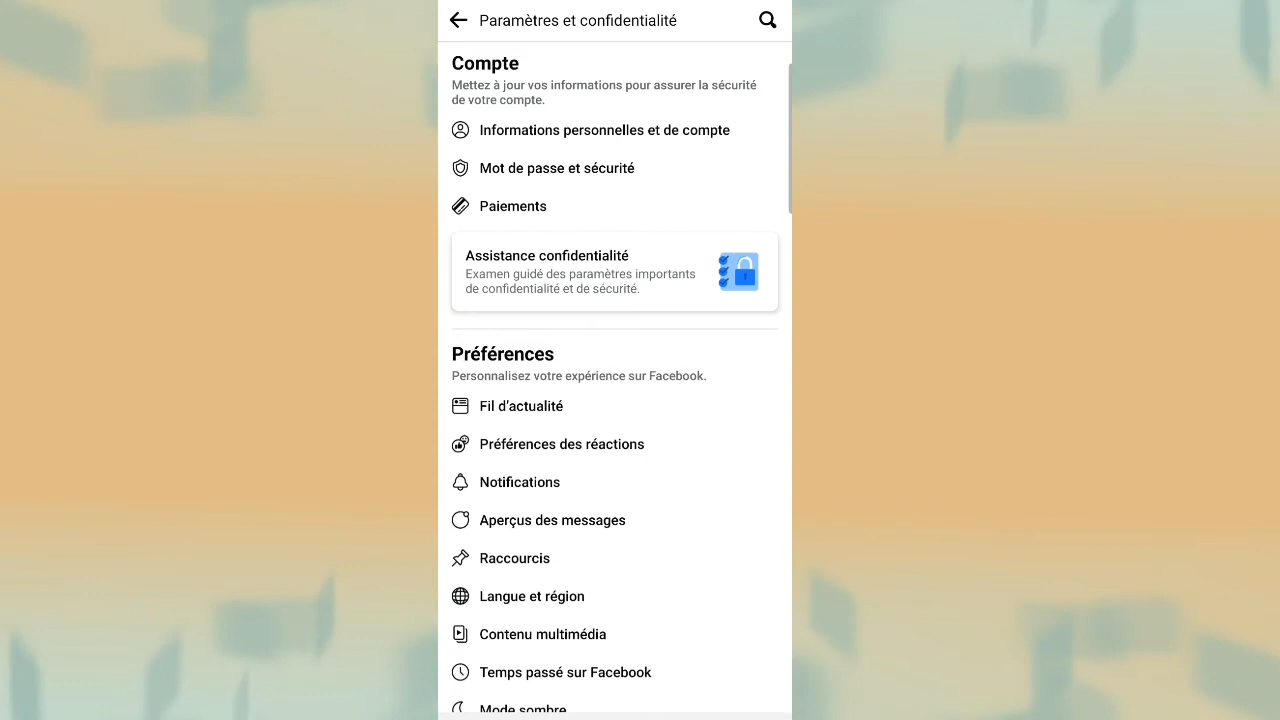 Paramètres et confidentialité
Compte
Mettez à jour vos informations pour assurer la sécurité
de votre compte.
Informations personnelles et de compte
Mot de passe et sécurité
Paiements
Assistance confidentialité
Examen guidé des paramètres importants
de confidentialité et de sécurité.
Préférences
Personnalisez votre expérience sur Facebook.
Fil d'actualité
Préférences des réactions
Notifications
Aperçus des messages
Raccourcis
Langue et région
Contenu multimédia
Temps passé sur Facebook
Mode sombre